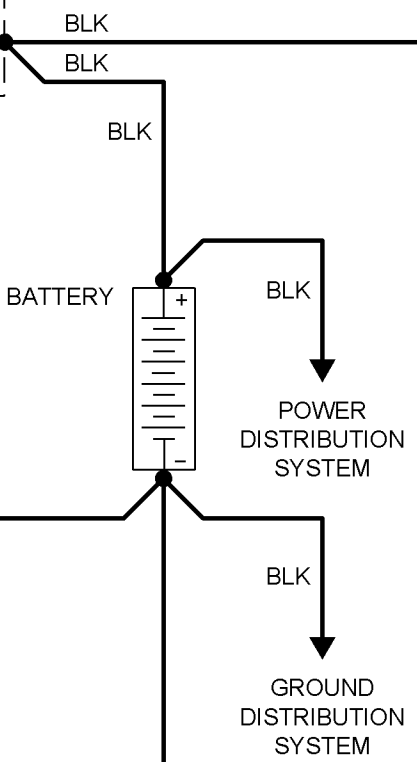 BLK
BLK
BLK
BATTERY
+
BLK
POWER
DISTRIBUTION
SYSTEM
–
BLK
GROUND
DISTRIBUTION
SYSTEM